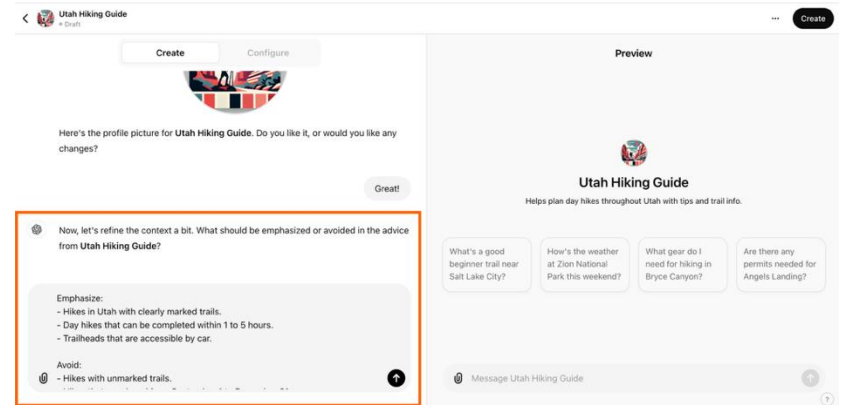 Utah Hiking Guide
Draft
Create
Create
Configure
Here's the profile picture for Utah Hiking Guide. Do you like it, or would you like any
changes?
Great!
Now, let's refine the context a bit. What should be emphasized or avoided in the advice
from Utah Hiking Guide?
Emphasize:
- Hikes in Utah with clearly marked trails.
- Day hikes that can be completed within 1 to 5 hours.
- Trailheads that are accessible by car.
Avoid:
- Hikes with unmarked trails.
Preview
Utah Hiking Guide
Helps plan day hikes throughout Utah with tips and trail info.
What's a good
beginner trail near
Salt Lake City?
How's the weather
at Zion National
Park this weekend?
What gear do I
need for hiking in
Bryce Canyon?
Are there any
permits needed for
Angels Landing?
Message Utah Hiking Guide
?